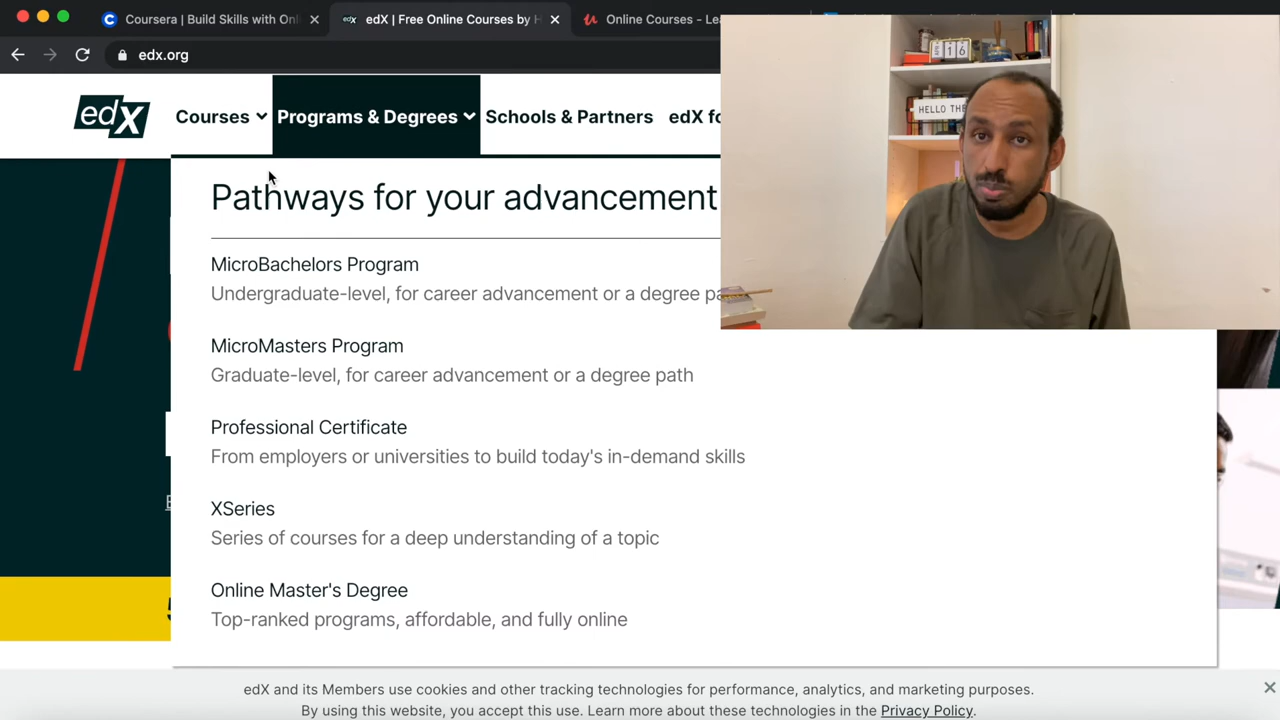 Coursera | Build Skills with Onl
edX | Free Online Courses by H
Online Courses - Lea
edx.org
edX
Courses
Programs & Degrees
Schools & Partners
edX fo
16
HELLO THE
Pathways for your advancement
MicroBachelors Program
Undergraduate-level, for career advancement or a degree pa
MicroMasters Program
Graduate-level, for career advancement or a degree path
Professional Certificate
From employers or universities to build today's in-demand skills
XSeries
Series of courses for a deep understanding of a topic
Online Master's Degree
Top-ranked programs, affordable, and fully online
edX and its Members use cookies and other tracking technologies for performance, analytics, and marketing purposes.
By using this website, you accept this use. Learn more about these technologies in the Privacy Policy.